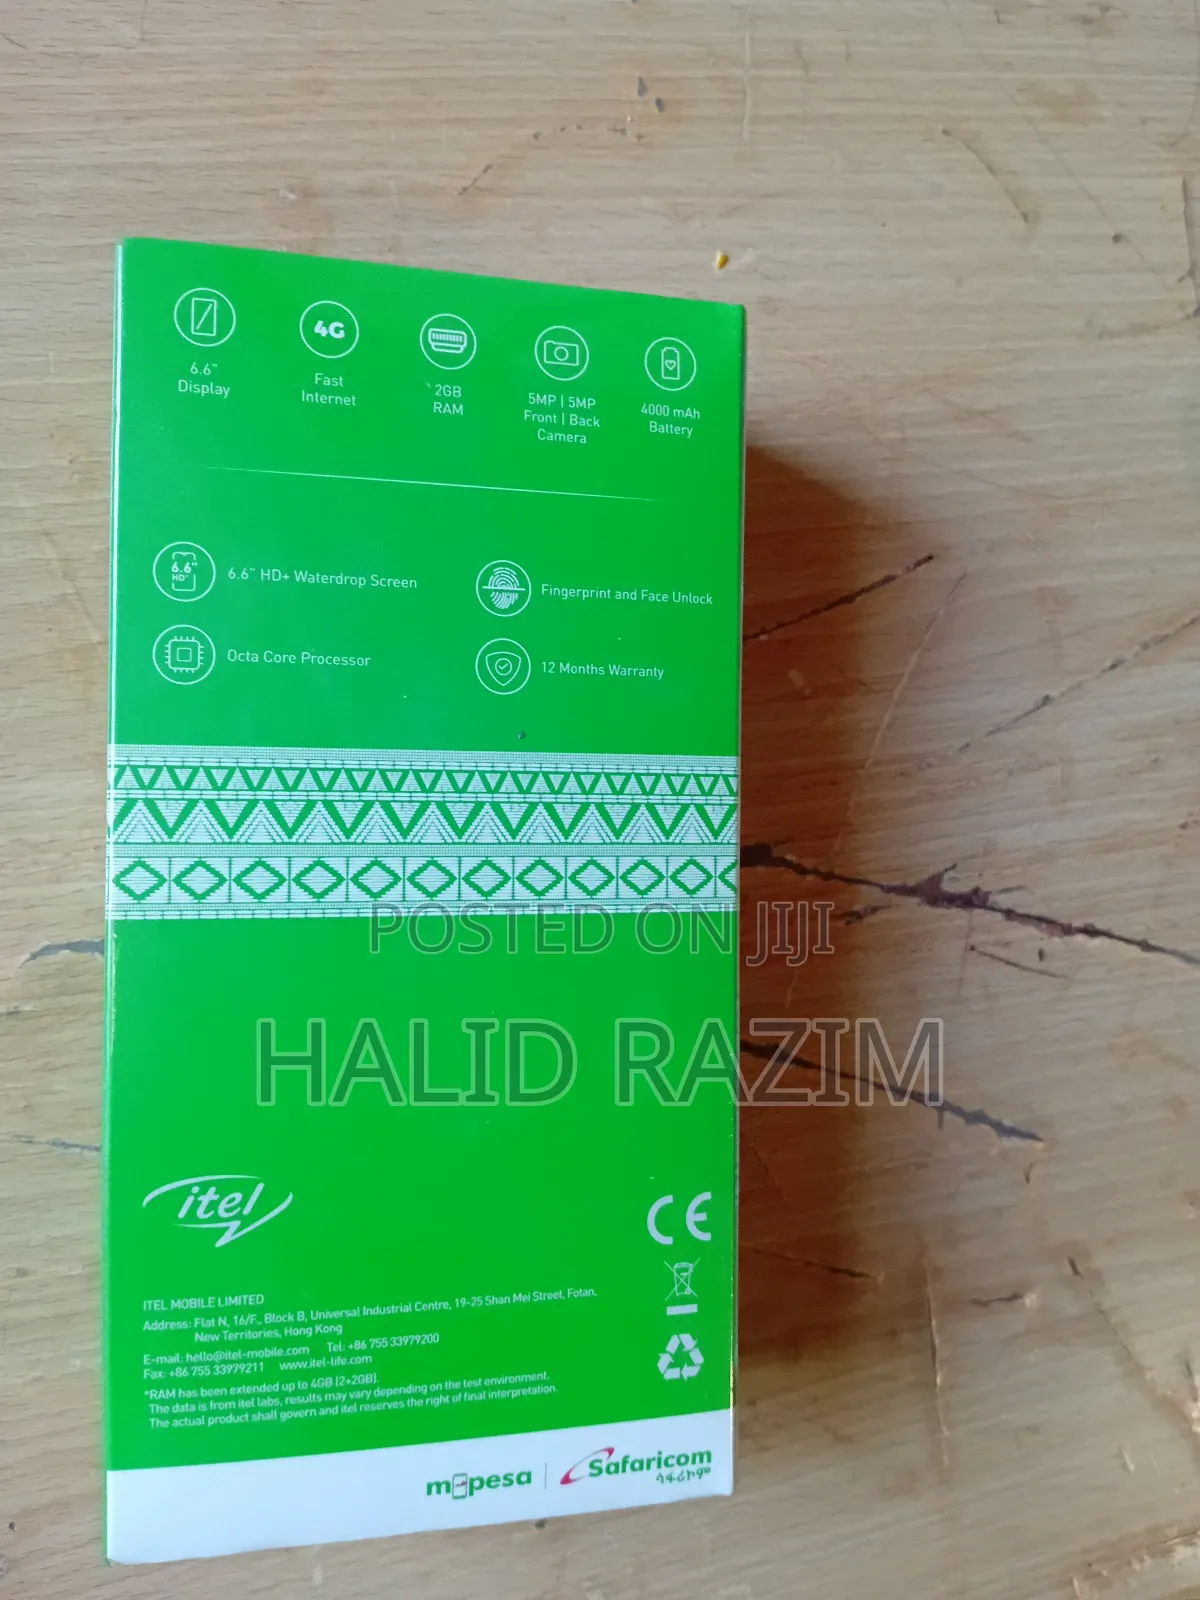 6.6"
Display
4G
Fast
Internet
*2GB
RAM
5MP | 5MP
Front | Back
Camera
4000 mAh
Battery
6.6"
HD+
6.6" HD+ Waterdrop Screen
Fingerprint and Face Unlock
Octa Core Processor
12 Months Warranty
POSTED ON JIJI
HALID RAZIM
itel
CE
ITEL MOBILE LIMITED
Address: Flat N, 16/F., Block B, Universal Industrial Centre, 19-25 Shan Mei Street, Fotan,
New Territories, Hong Kong
E-mail: hello@itel-mobile.com Tel: +86 755 33979200
Fax: +86 755 33979211 www.itel-life.com
*RAM has been extended up to 4GB (2+2GB).
The data is from itel labs, results may vary depending on the test environment.
The actual product shall govern and itel reserves the right of final interpretation.
m-pesa | Safaricom
ሳፋሪኮም